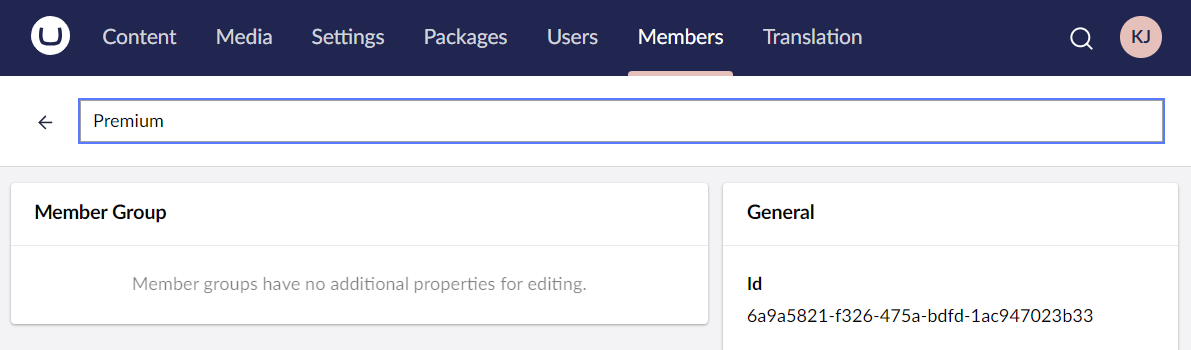 Content Media Settings Packages Users Members Translation KJ
Premium
Member Group
Member groups have no additional properties for editing.
General
Id
6a9a5821-f326-475a-bdfd-1ac947023b33